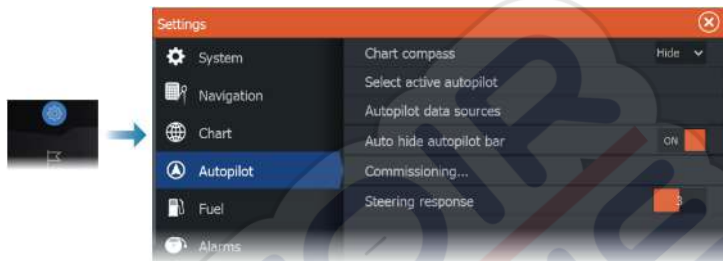 Settings
System
Navigation
Chart
Autopilot
Fuel
Alarms
Chart compass Hide
Select active autopilot
Autopilot data sources
Auto hide autopilot bar ON
Commissioning...
Steering response 3